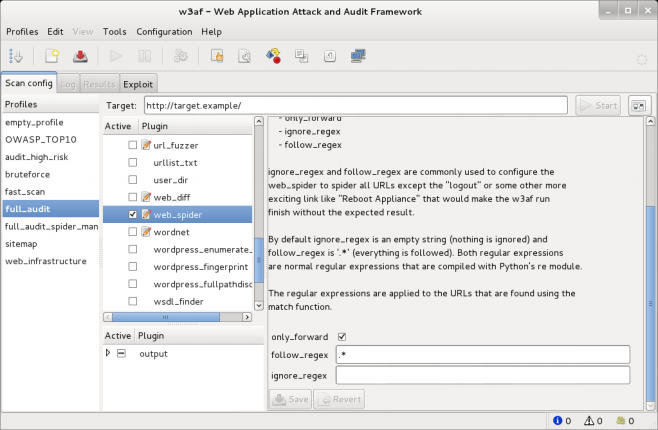 w3af - Web Application Attack and Audit Framework
Profiles Edit View Tools Configuration Help
Scan config Log Results Exploit
Profiles
empty_profile
OWASP_TOP10
audit_high_risk
bruteforce
fast_scan
full_audit
full_audit_spider_man
sitemap
web_infrastructure
Target: http://target.example/ Start
Active Plugin
url_fuzzer
urllist_txt
user_dir
web_diff
web_spider
wordnet
wordpress_enumerate_
wordpress_fingerprint
wordpress_fullpathdisc
wsdl_finder
Active Plugin
output
- only_forward
- ignore_regex
- follow_regex
ignore_regex and follow_regex are commonly used to configure the
web_spider to spider all URLs except the "logout" or some other more
exciting link like "Reboot Appliance" that would make the w3af run
finish without the expected result.
By default ignore_regex is an empty string (nothing is ignored) and
follow_regex is '.*' (everything is followed). Both regular expressions
are normal regular expressions that are compiled with Python's re module.
The regular expressions are applied to the URLs that are found using the
match function.
only_forward
follow_regex .*
ignore_regex
Save Revert
0 0 0